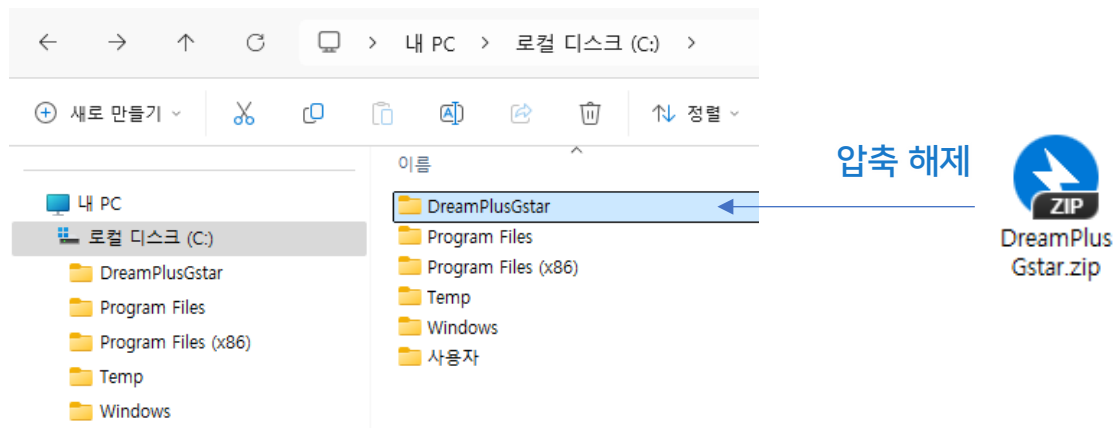 내 PC > 로컬 디스크 (C:) >
새로 만들기
정렬
이름
내 PC
로컬 디스크 (C:)
DreamPlusGstar
Program Files
Program Files (x86)
Temp
Windows
DreamPlusGstar
Program Files
Program Files (x86)
Temp
Windows
사용자
압축 해제
ZIP
DreamPlus
Gstar.zip